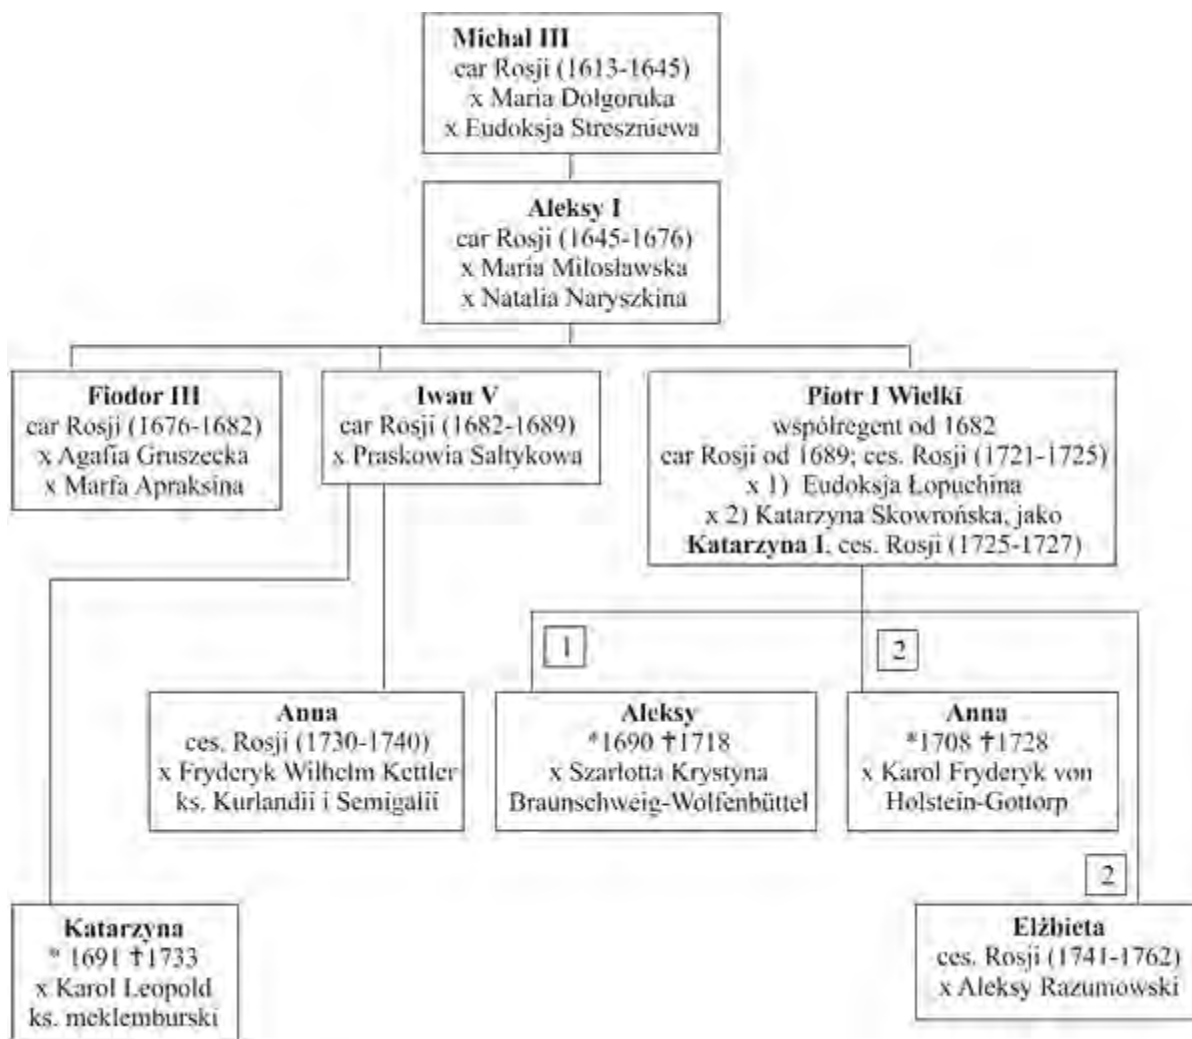 Michał III
car Rosji (1613-1645)
x Maria Dołgoruka
x Eudoksja Streszniewa
Aleksy I
car Rosji (1645-1676)
x Maria Miłosławska
x Natalia Naryszkina
Fiodor III
car Rosji (1676-1682)
x Agafia Gruszecka
x Marfa Apraksina
Iwan V
car Rosji (1682-1689)
x Praskowia Sałtykowa
Piotr I Wielki
współregent od 1682
car Rosji od 1689; ces. Rosji (1721-1725)
x 1) Eudoksja Łopuchina
x 2) Katarzyna Skowrońska, jako
Katarzyna I, ces. Rosji (1725-1727)
1
2
Anna
ces. Rosji (1730-1740)
x Fryderyk Wilhelm Kettler
ks. Kurlandii i Semigalii
Aleksy
*1690 †1718
x Szarlotta Krystyna
Braunschweig-Wolfenbüttel
Anna
*1708 †1728
x Karol Fryderyk von
Holstein-Gottorp
2
Katarzyna
* 1691 †1733
x Karol Leopold
ks. meklemburski
Elżbieta
ces. Rosji (1741-1762)
x Aleksy Razumowski